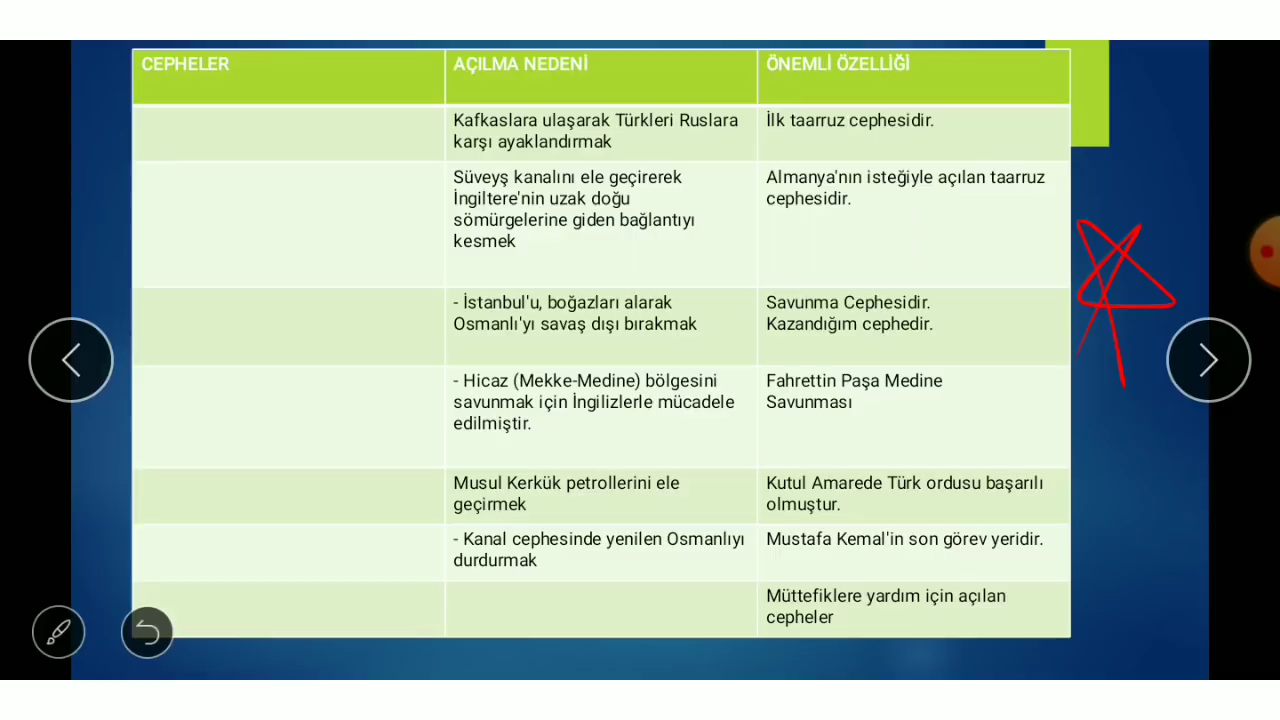 CEPHELER
AÇILMA NEDENİ
ÖNEMLİ ÖZELLİĞİ
Kafkaslara ulaşarak Türkleri Ruslara
karşı ayaklandırmak
İlk taarruz cephesidir.
Süveyş kanalını ele geçirerek
İngiltere'nin uzak doğu
sömürgelerine giden bağlantıyı
kesmek
Almanya'nın isteğiyle açılan taarruz
cephesidir.
- İstanbul'u, boğazları alarak
Osmanlı'yı savaş dışı bırakmak
Savunma Cephesidir.
Kazandığım cephedir.
- Hicaz (Mekke-Medine) bölgesini
savunmak için İngilizlerle mücadele
edilmiştir.
Fahrettin Paşa Medine
Savunması
Musul Kerkük petrollerini ele
geçirmek
Kutul Amarede Türk ordusu başarılı
olmuştur.
- Kanal cephesinde yenilen Osmanlıyı
durdurmak
Mustafa Kemal'in son görev yeridir.
Müttefiklere yardım için açılan
cepheler